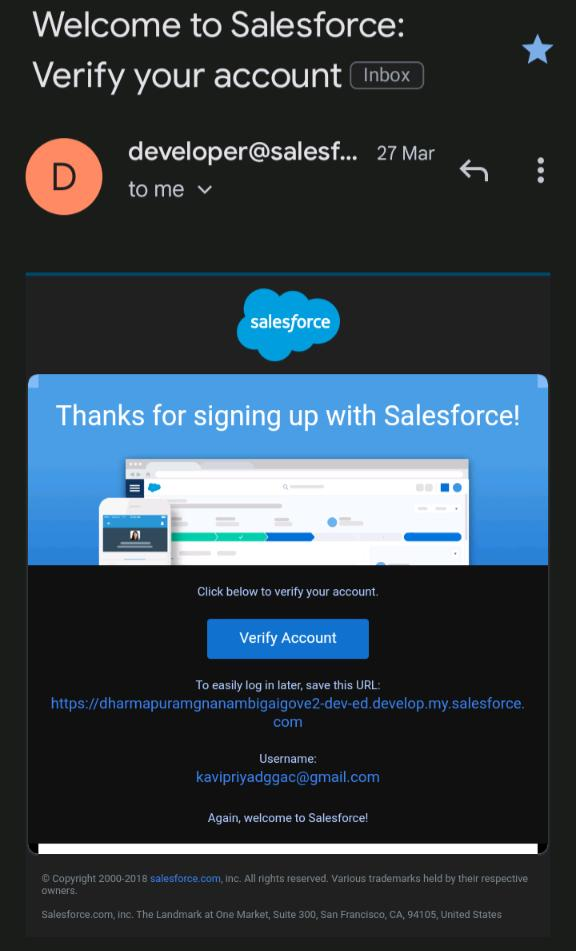 Welcome to Salesforce:
Verify your account Inbox
D
developer@salesf... 27 Mar
to me
salesforce
Thanks for signing up with Salesforce!
Click below to verify your account.
Verify Account
To easily log in later, save this URL:
https://dharmapuramgnanambigaigove2-dev-ed.develop.my.salesforce.
com
Username:
kavipriyadggac@gmail.com
Again, welcome to Salesforce!
© Copyright 2000-2018 salesforce.com, inc. All rights reserved. Various trademarks held by their respective
owners.
Salesforce.com, inc. The Landmark at One Market, Suite 300, San Francisco, CA, 94105, United States